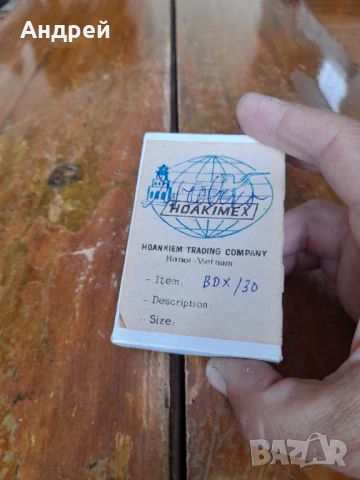 Андрей
HOAKIMEX
HOANKIEM TRADING COMPANY
Hanoi - Vietnam
- Item: BDX/30
- Description:
- Size:
BAZAR